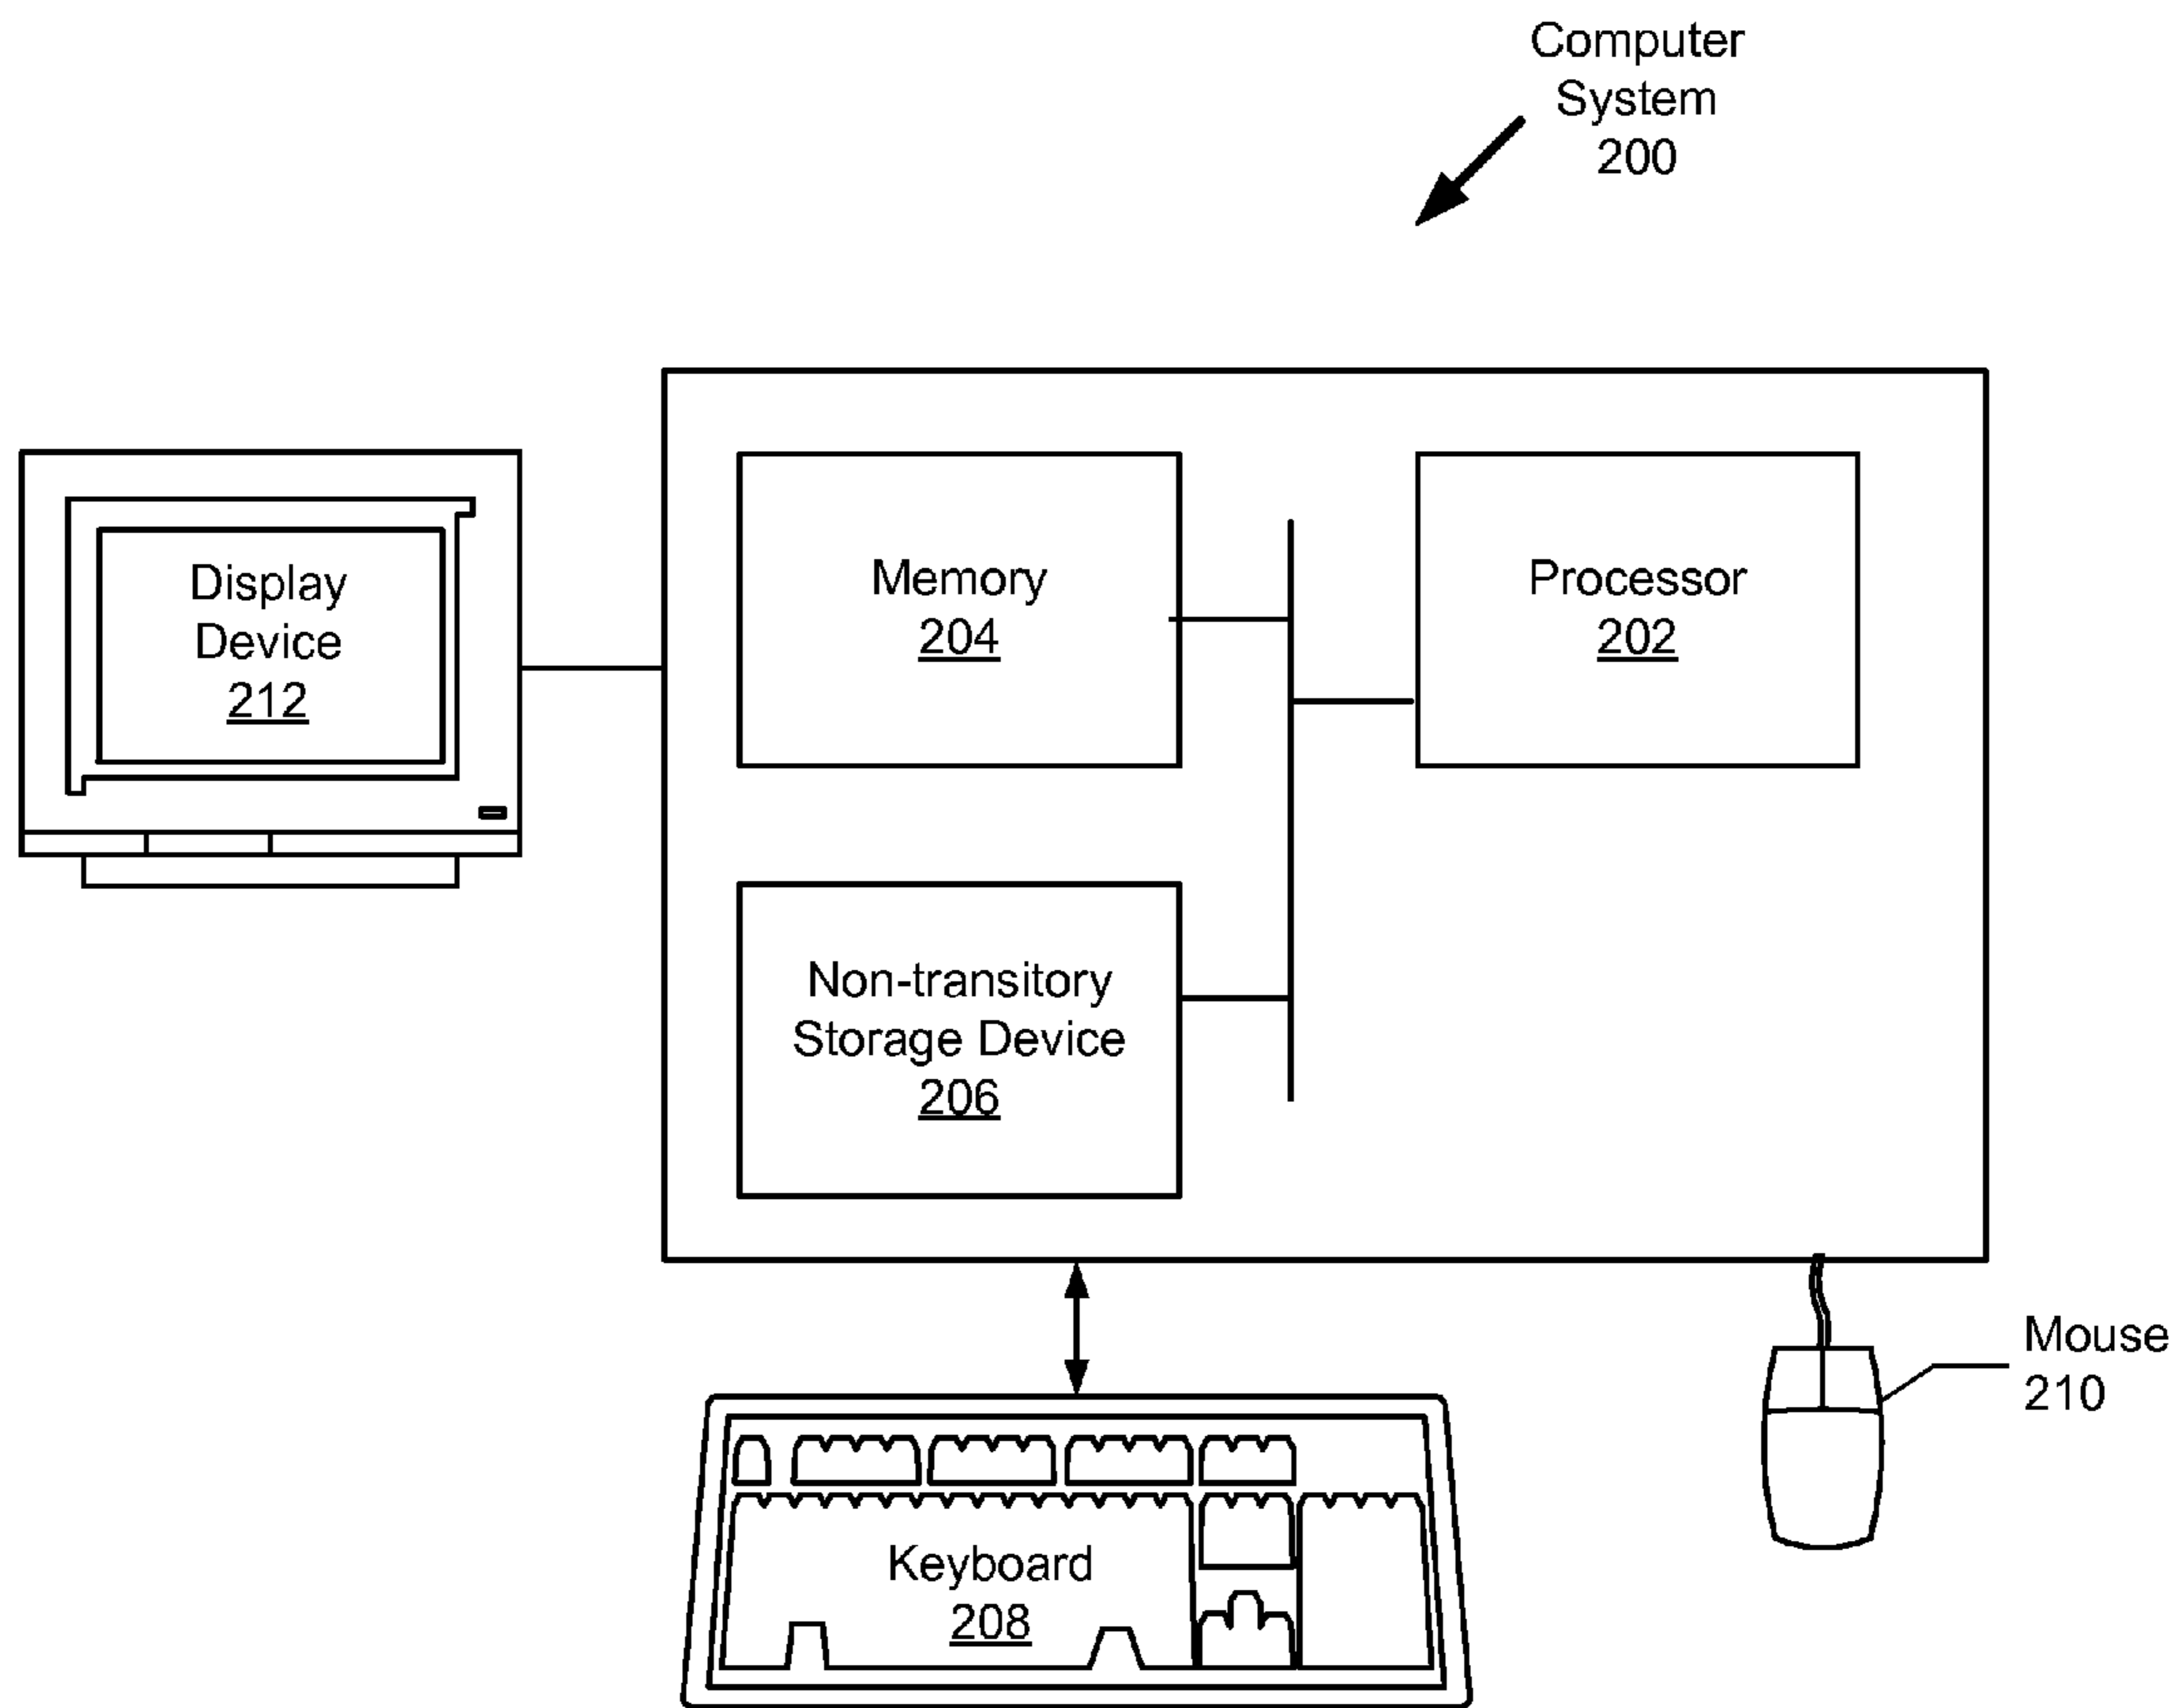 Computer
System
200
Display
Device
212
Memory
204
Processor
202
Non-transitory
Storage Device
206
Mouse
210
Keyboard
208